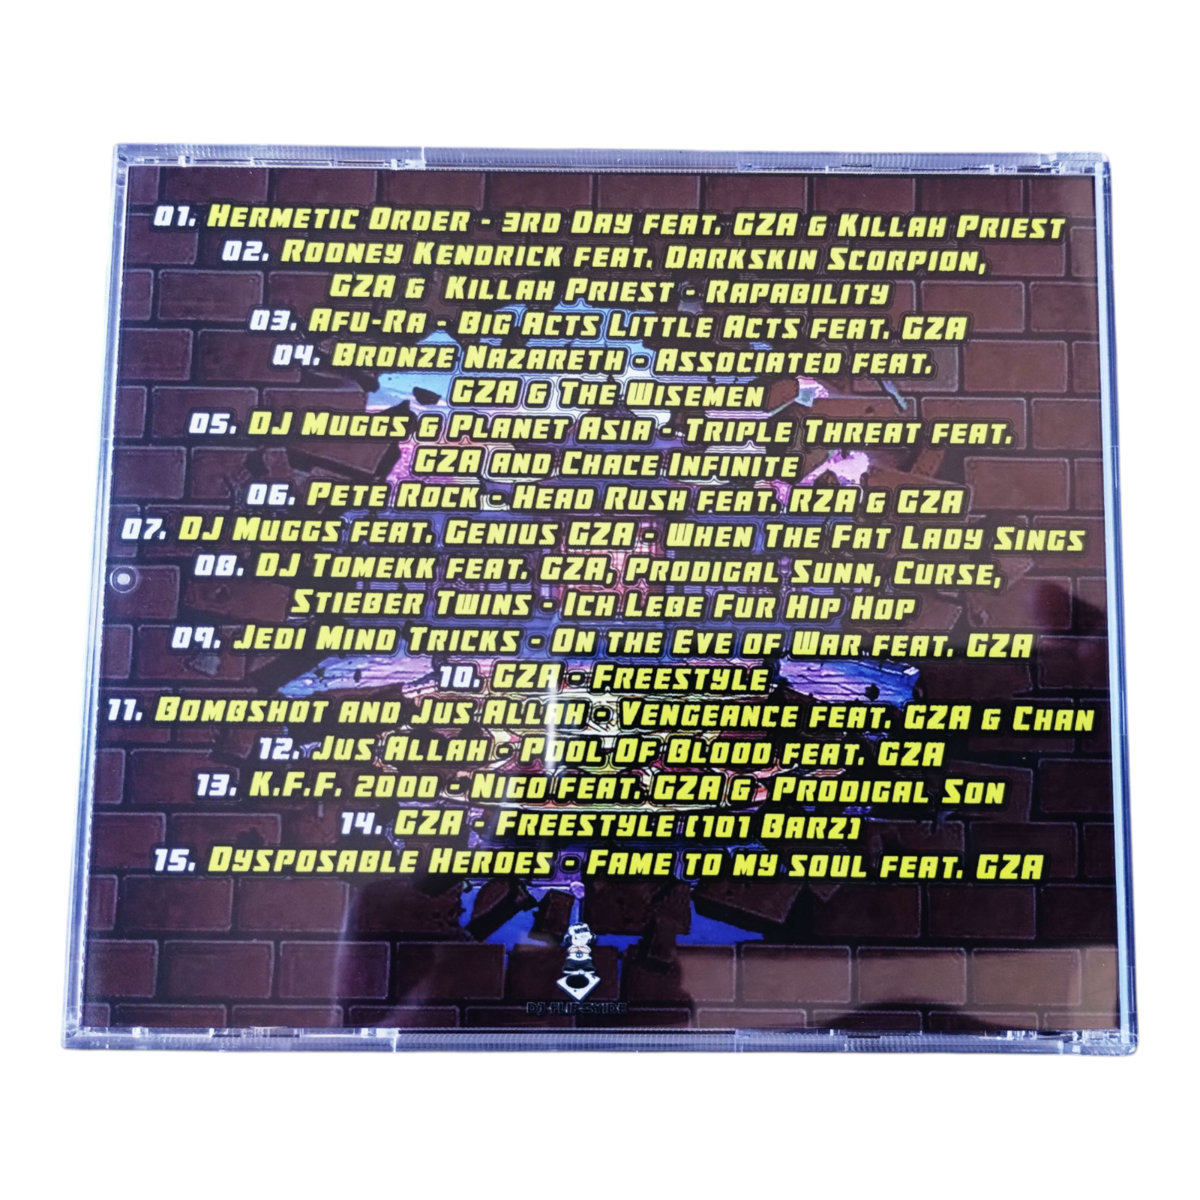 01. Hermetic Order - 3rd Day feat. GZA & Killah Priest
02. Rodney Kendrick feat. Darkskin Scorpion,
GZA & Killah Priest - Rapability
03. Afu-Ra - Big Acts Little Acts feat. GZA
04. Bronze Nazareth - Associated feat.
GZA & The Wisemen
05. DJ Muggs & Planet Asia - Triple Threat feat.
GZA and Chace Infinite
06. Pete Rock - Head Rush feat. RZA & GZA
07. DJ Muggs feat. Genius GZA - When The Fat Lady Sings
08. DJ Tomekk feat. GZA, Prodigal Sunn, Curse,
Stieber Twins - Ich Lebe Fur Hip Hop
09. Jedi Mind Tricks - On the Eve of War feat. GZA
10. GZA - Freestyle
11. Bombshot and Jus Allah - Vengeance feat. GZA & Chan
12. Jus Allah - Pool Of Blood feat. GZA
13. K.F.F. 2000 - Nigo feat. GZA & Prodigal Son
14. GZA - Freestyle (101 Barz)
15. Dysposable Heroes - Fame to my soul feat. GZA